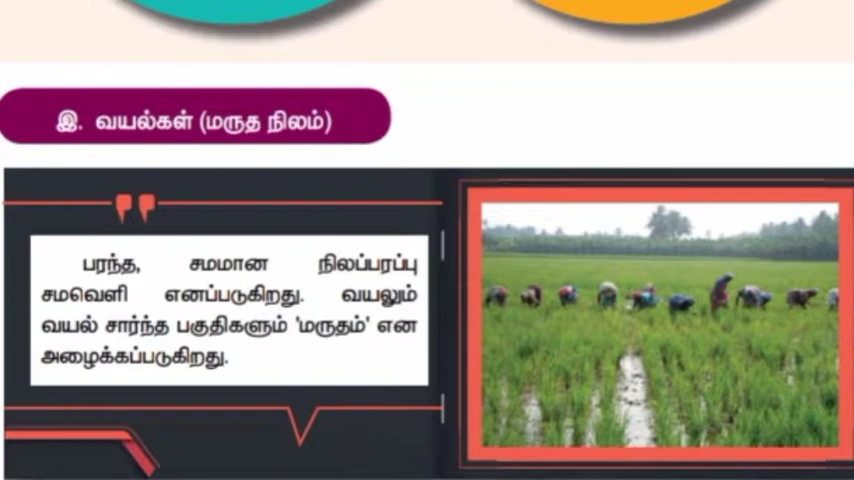 இ. வயல்கள் (மருத நிலம்)
பரந்த, சமமான நிலப்பரப்பு
சமவெளி எனப்படுகிறது. வயலும்
வயல் சார்ந்த பகுதிகளும் 'மருதம்' என
அழைக்கப்படுகிறது.